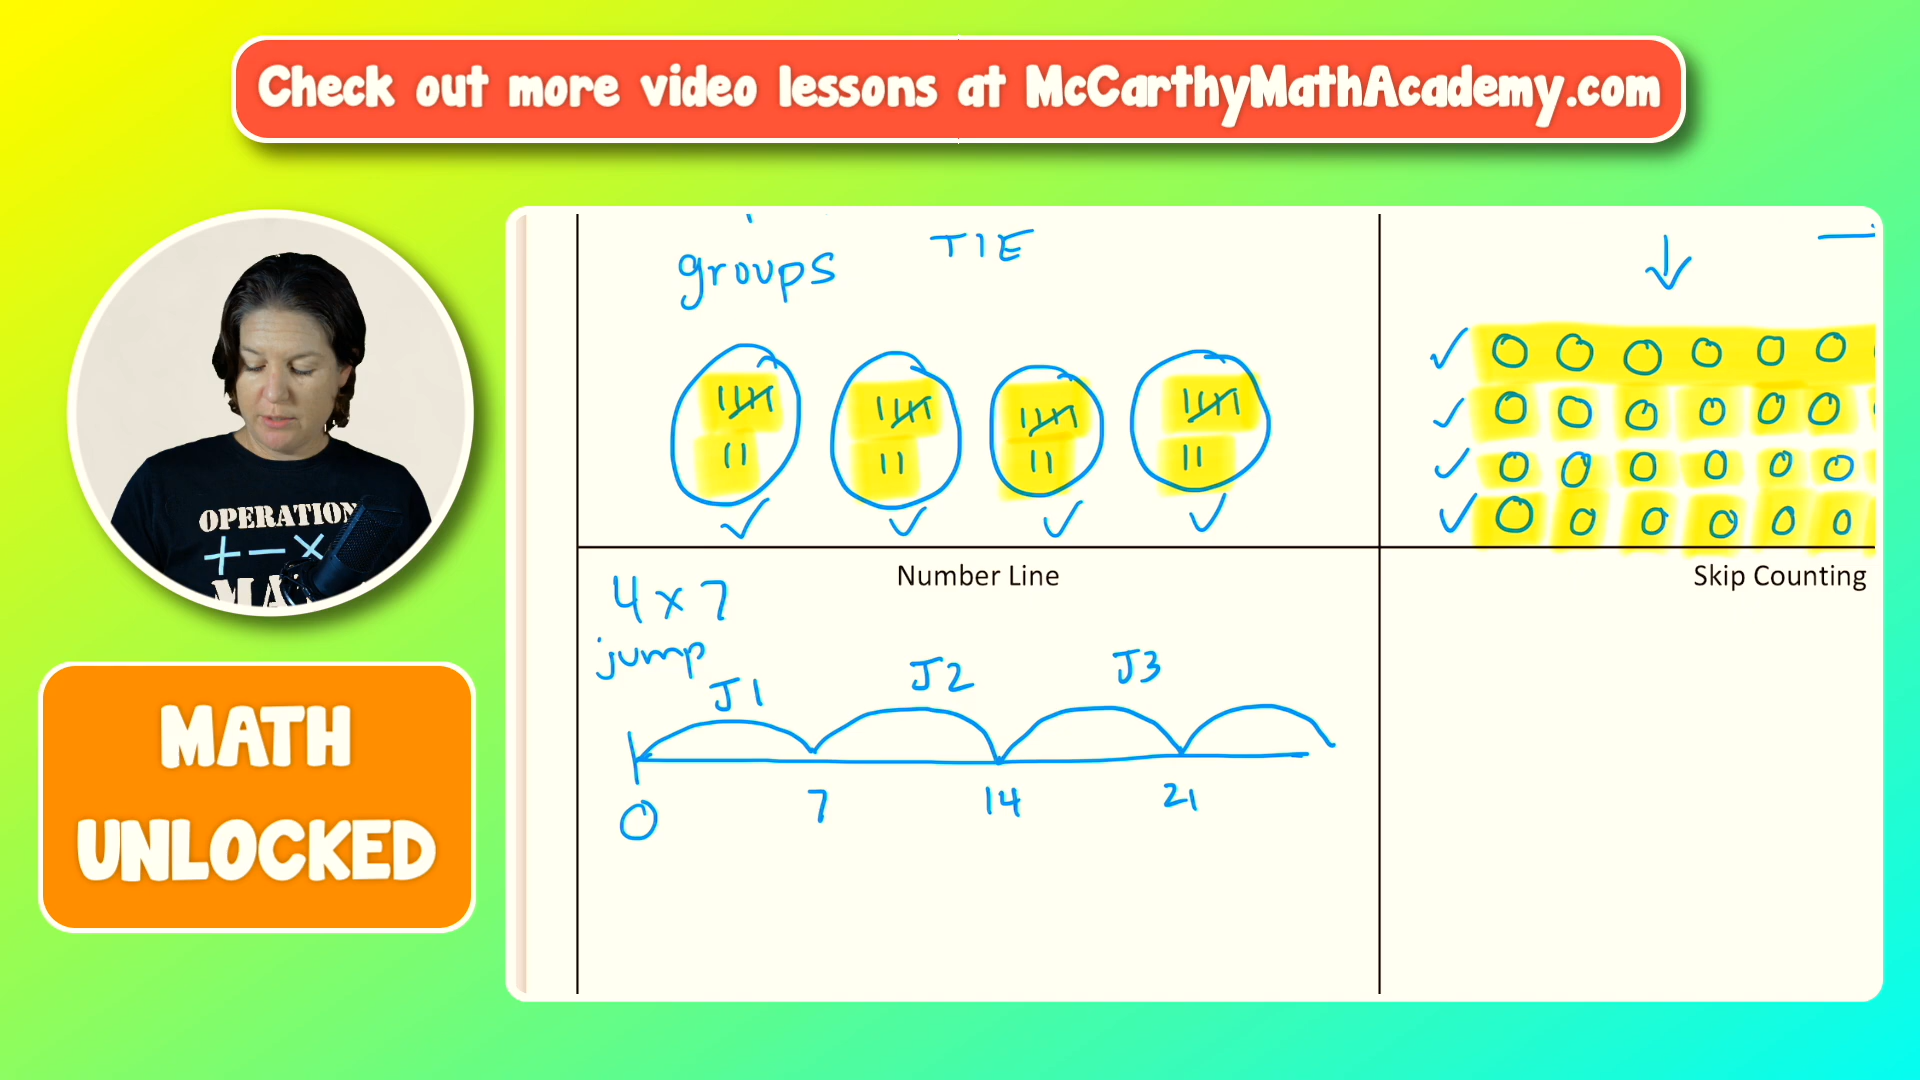 Check out more video lessons at McCarthyMathAcademy.com
OPERATION
+ − ×
MATH
UNLOCKED
groups
TIE
Number Line
4 x 7
jump
J1
J2
J3
0
7
14
21
Skip Counting